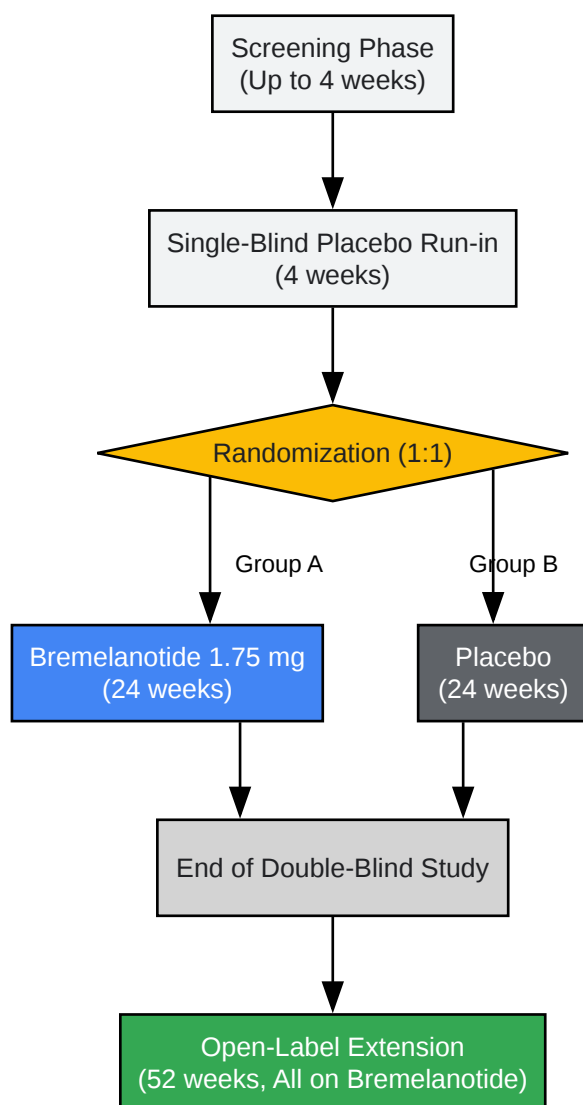 Screening Phase
(Up to 4 weeks)
Single-Blind Placebo Run-in
(4 weeks)
Randomization (1:1)
Group A
Group B
Bremelanotide 1.75 mg
(24 weeks)
Placebo
(24 weeks)
End of Double-Blind Study
Open-Label Extension
(52 weeks, All on Bremelanotide)